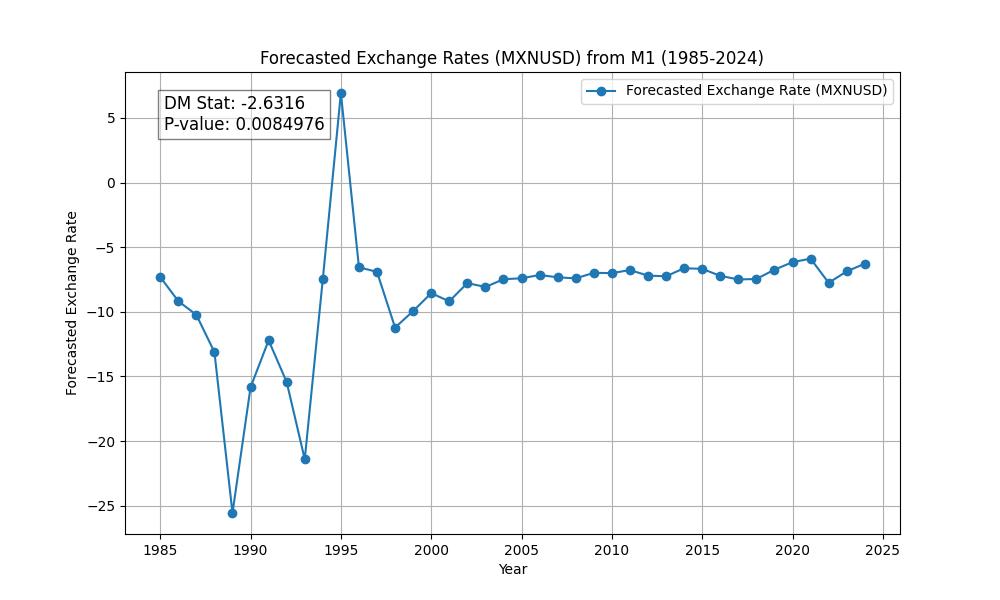 Forecasted Exchange Rates (MXNUSD) from M1 (1985-2024)
DM Stat: -2.6316
P-value: 0.0084976
Forecasted Exchange Rate (MXNUSD)
Forecasted Exchange Rate
5
0
−5
−10
−15
−20
−25
1985 1990 1995 2000 2005 2010 2015 2020 2025
Year